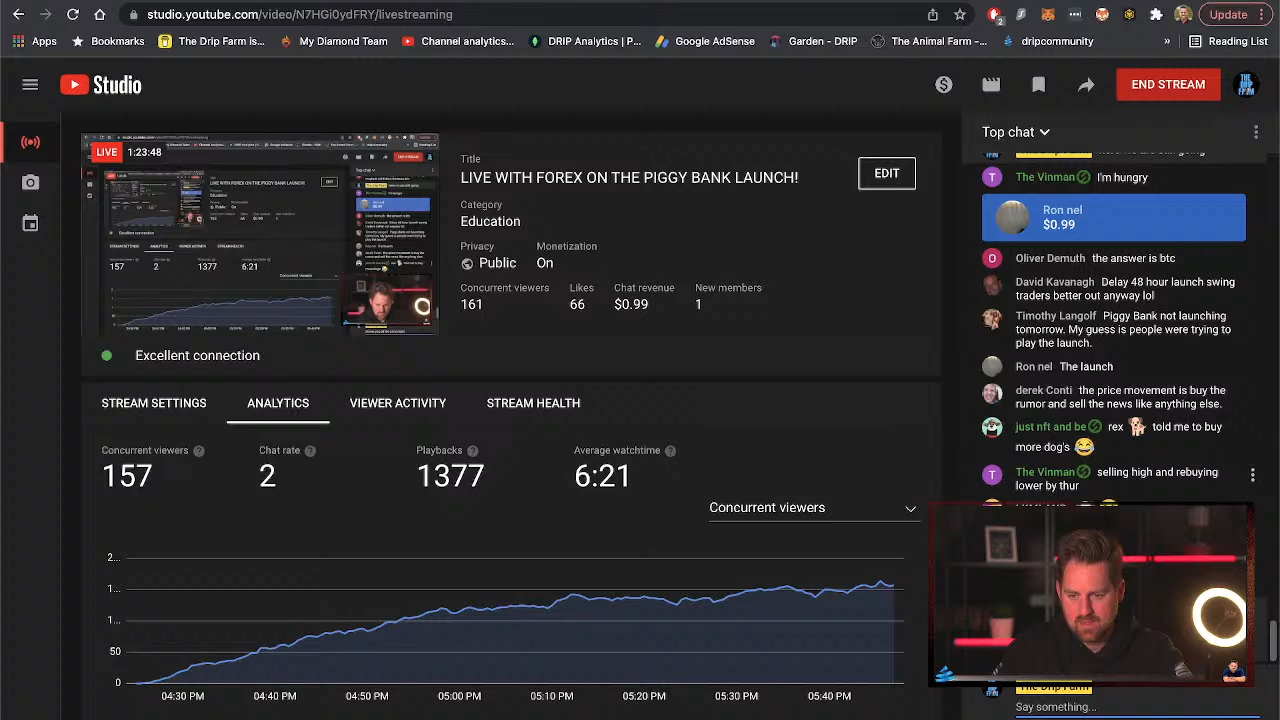 studio.youtube.com/video/N7HGi0ydFRY/livestreaming
2
Update
Apps
Bookmarks
The Drip Farm is...
My Diamond Team
Channel analytics...
DRIP Analytics | P...
Google AdSense
Garden - DRIP
The Animal Farm -...
dripcommunity
»
Reading List
Studio
END STREAM
THE
DRIP
FARM
LIVE
1:23:48
Title
LIVE WITH FOREX ON THE PIGGY BANK LAUNCH!
EDIT
Category
Education
Privacy
Monetization
Public
On
Concurrent viewers
Likes
Chat revenue
New members
161
66
$0.99
1
Excellent connection
STREAM SETTINGS
ANALYTICS
VIEWER ACTIVITY
STREAM HEALTH
Concurrent viewers
Chat rate
Playbacks
Average watchtime
157
2
1377
6:21
Concurrent viewers
2...
1...
1...
50
0
04:30 PM
04:40 PM
04:50 PM
05:00 PM
05:10 PM
05:20 PM
05:30 PM
05:40 PM
Top chat
The Vinman I'm hungry
Ron nel
$0.99
Oliver Demuth the answer is btc
David Kavanagh Delay 48 hour launch swing
traders better out anyway lol
Timothy Langolf Piggy Bank not launching
tomorrow. My guess is people were trying to
play the launch.
Ron nel The launch
derek Conti the price movement is buy the
rumor and sell the news like anything else.
just nft and be rex 🐕 told me to buy
more dog's 😂
The Vinman selling high and rebuying
lower by thur
The Drip Farm
Say something...